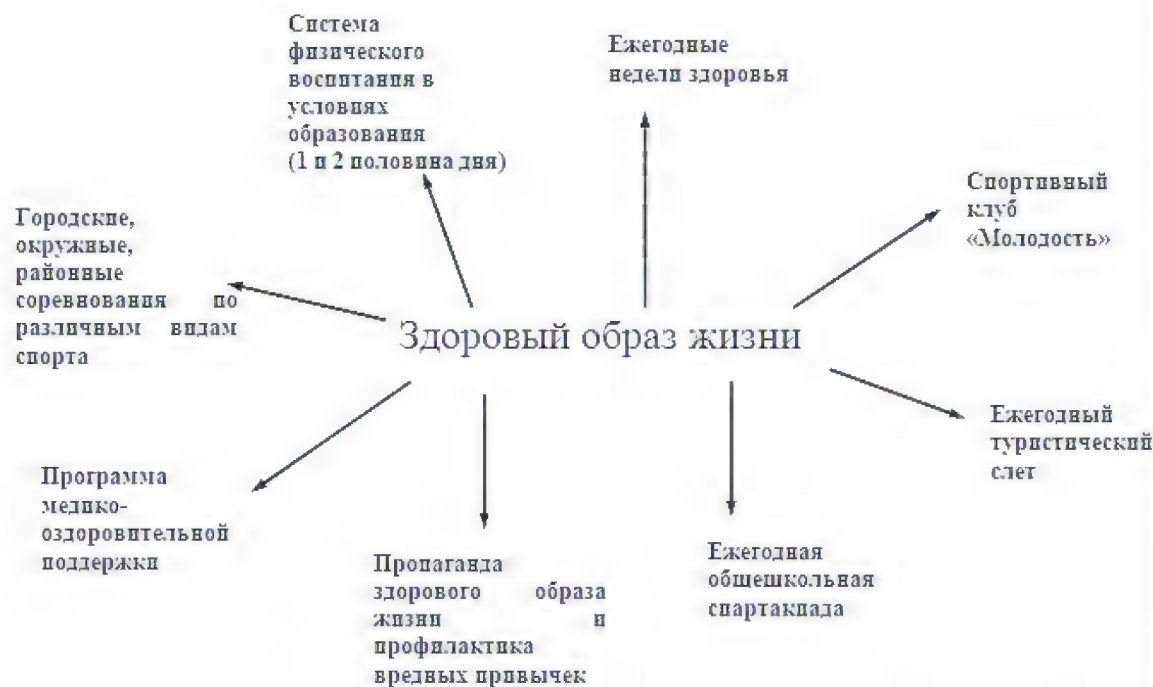 Система
физического
воспитания в
условиях
образования
(1 и 2 половина дня)
Ежегодные
недели здоровья
Спортивный
клуб
«Молодость»
Городские,
окружные,
районные
соревнования по
различным видам
спорта
Здоровый образ жизни
Ежегодный
туристический
слет
Программа
медико-
оздоровительной
поддержки
Пропаганда
здорового образа
жизни и
профилактика
вредных привычек
Ежегодная
общешкольная
спартакиада